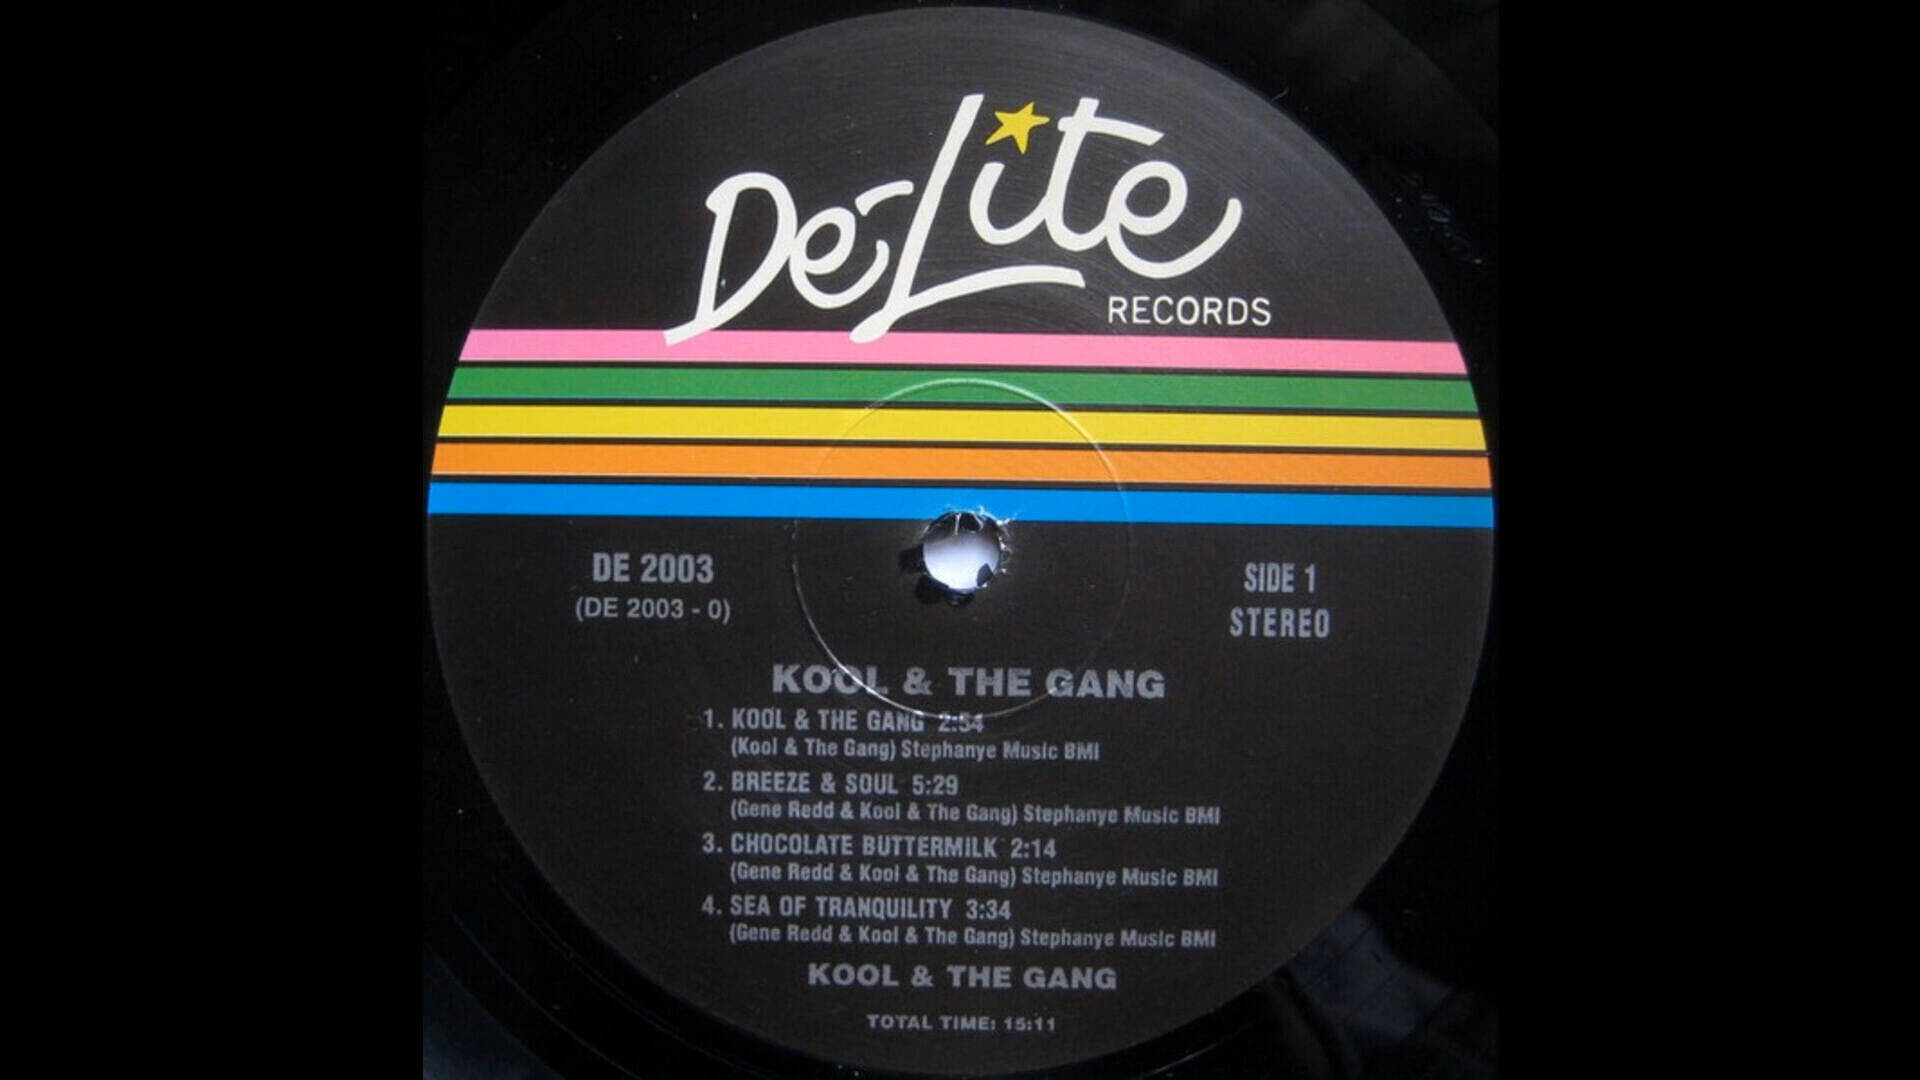 De-Lite
RECORDS
DE 2003
(DE 2003 - 0)
SIDE 1
STEREO
KOOL & THE GANG
1. KOOL & THE GANG 2:54
(Kool & The Gang) Stephanye Music BMI
2. BREEZE & SOUL 5:29
(Gene Redd & Kool & The Gang) Stephanye Music BMI
3. CHOCOLATE BUTTERMILK 2:14
(Gene Redd & Kool & The Gang) Stephanye Music BMI
4. SEA OF TRANQUILITY 3:34
(Gene Redd & Kool & The Gang) Stephanye Music BMI
KOOL & THE GANG
TOTAL TIME: 15:11